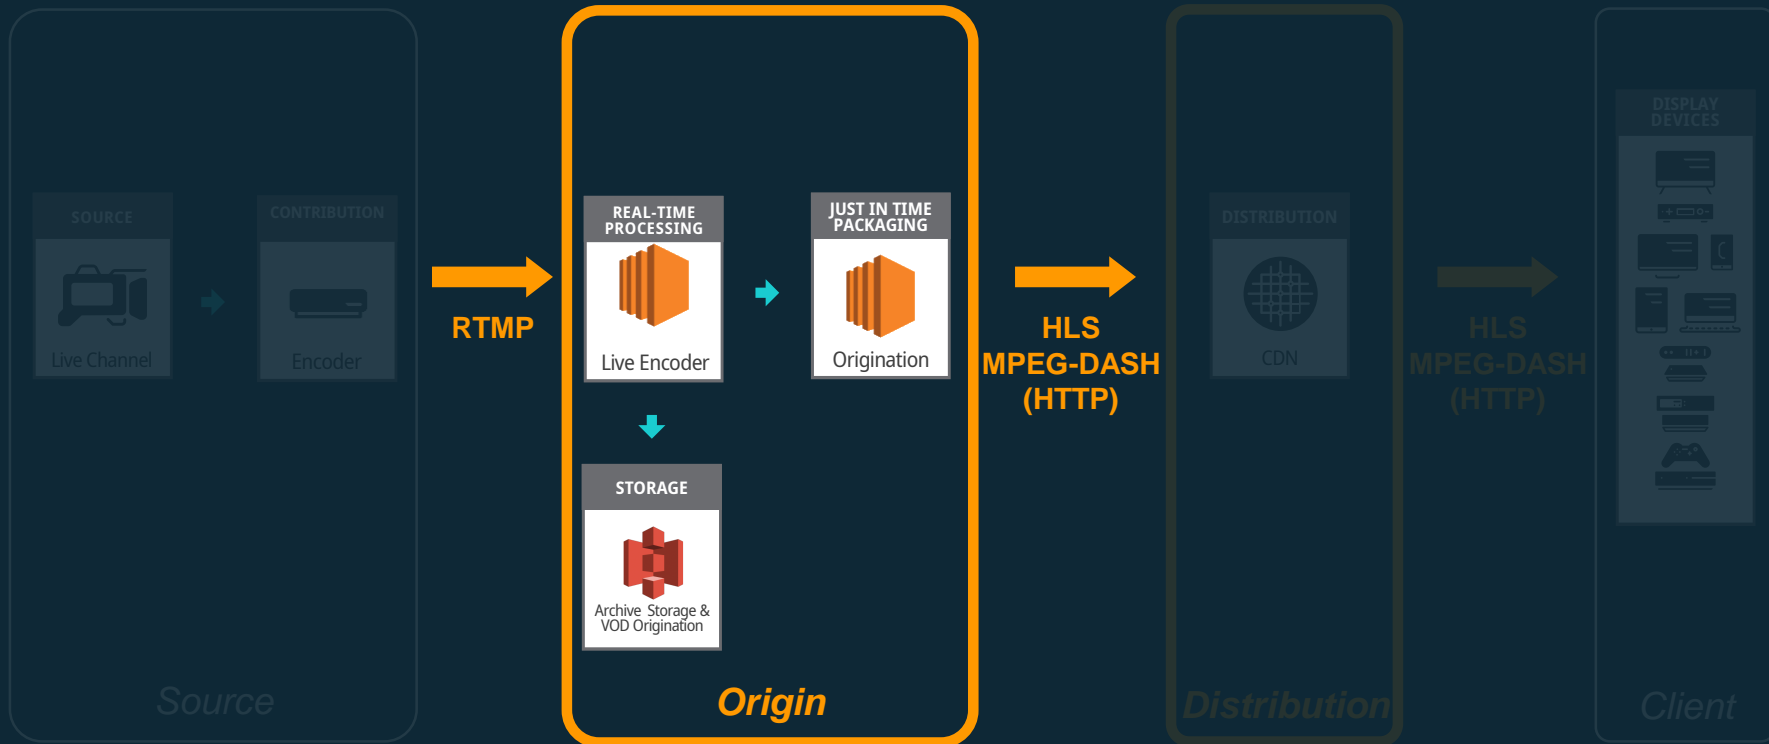 SOURCE
Live Channel
CONTRIBUTION
Encoder
Source
RTMP
REAL-TIME
PROCESSING
Live Encoder
JUST IN TIME
PACKAGING
Origination
STORAGE
Archive Storage &
VOD Origination
Origin
HLS
MPEG-DASH
(HTTP)
DISTRIBUTION
CDN
Distribution
HLS
MPEG-DASH
(HTTP)
DISPLAY
DEVICES
Client